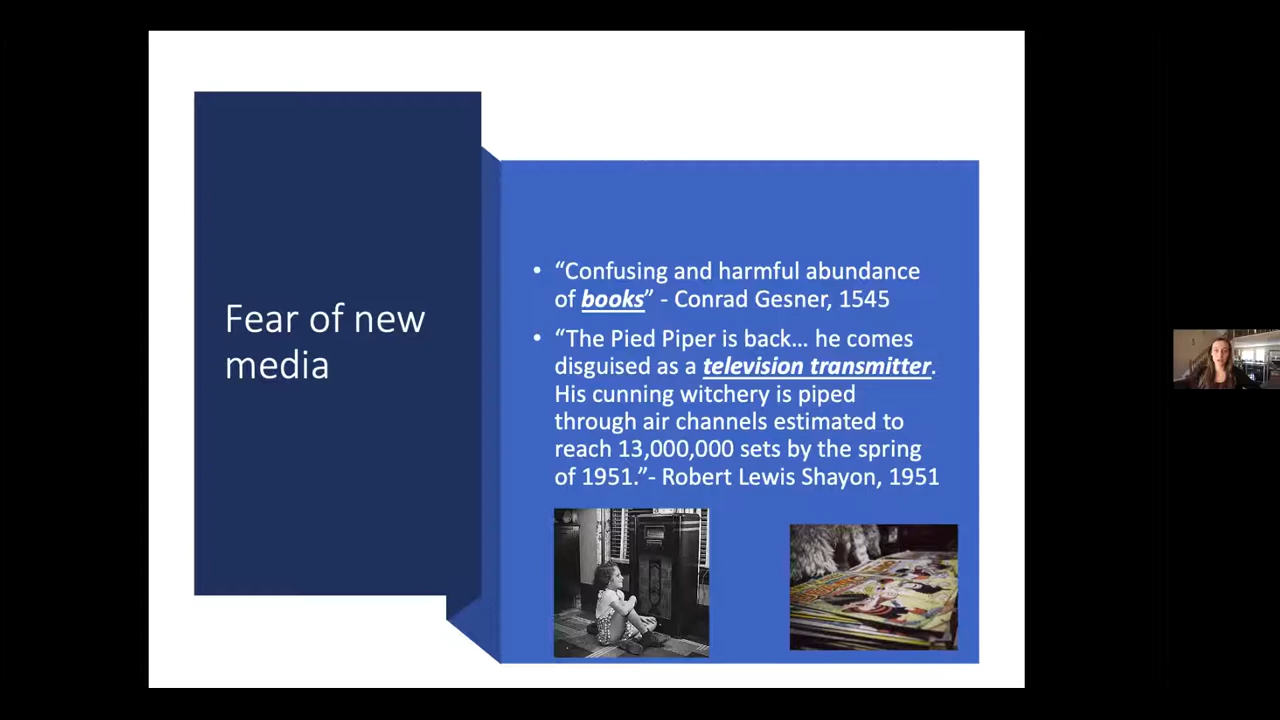 Fear of new
media
• “Confusing and harmful abundance
of books” - Conrad Gesner, 1545
• “The Pied Piper is back… he comes
disguised as a television transmitter.
His cunning witchery is piped
through air channels estimated to
reach 13,000,000 sets by the spring
of 1951.”- Robert Lewis Shayon, 1951